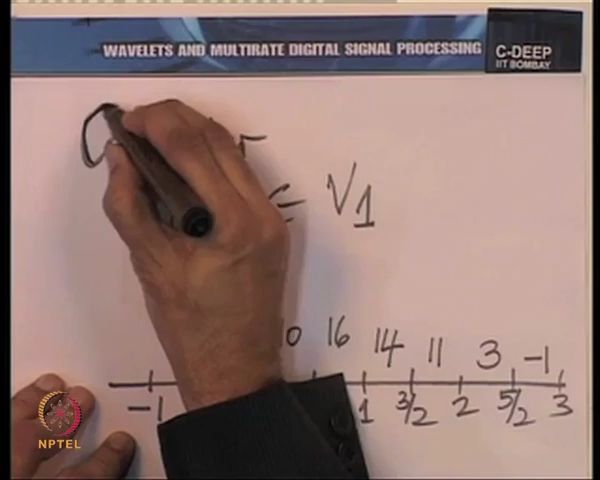 WAVELETS AND MULTIRATE DIGITAL SIGNAL PROCESSING
C-DEEP
IIT BOMBAY
∈ V1
10 16 14 11 3 -1
-1 1 3/2 2 5/2 3
NPTEL